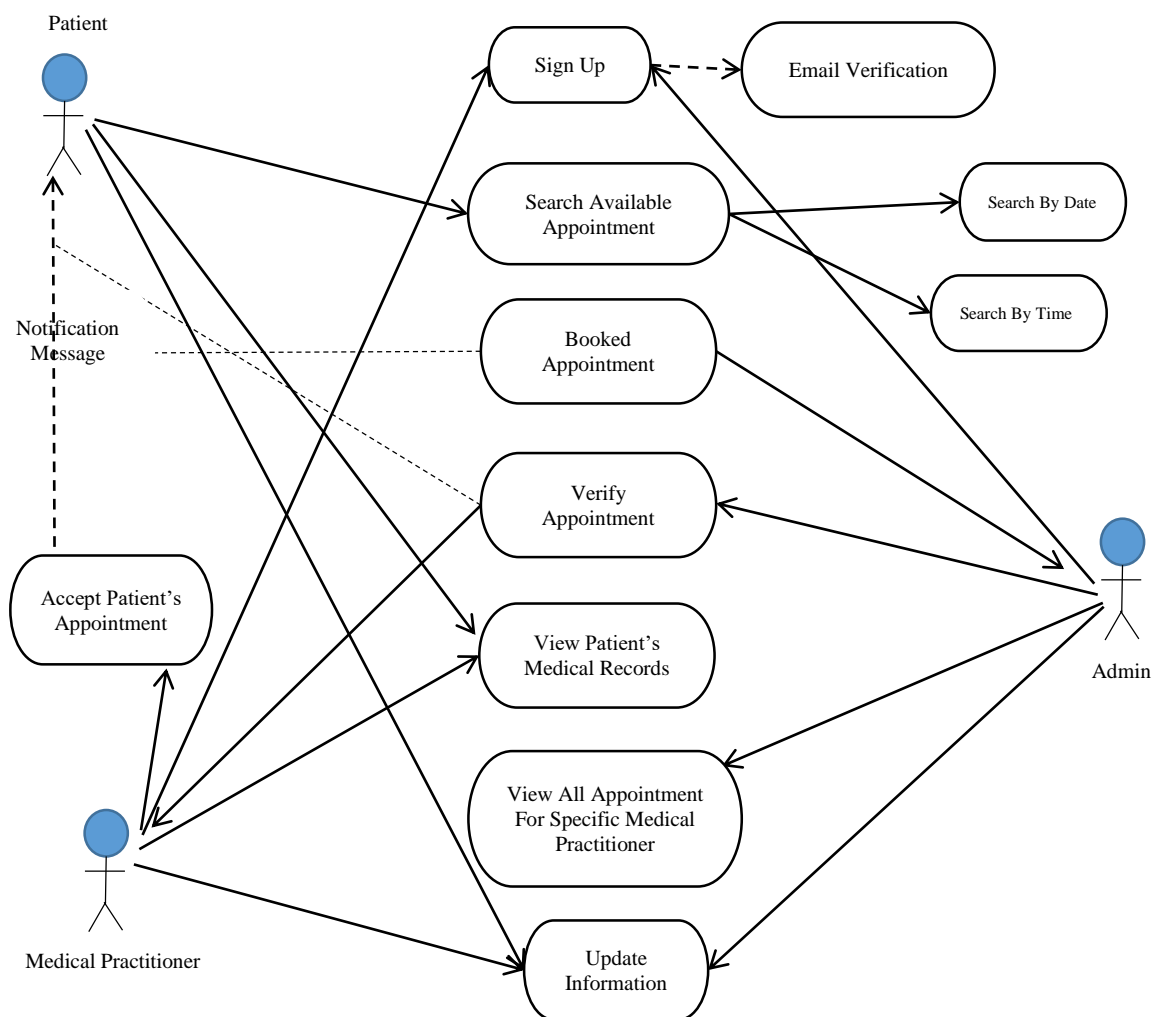 Patient
Sign Up
Email Verification
Search Available
Appointment
Search By Date
Search By Time
Notification
Message
Booked
Appointment
Verify
Appointment
Accept Patient’s
Appointment
View Patient’s
Medical Records
Admin
View All Appointment
For Specific Medical
Practitioner
Medical Practitioner
Update
Information